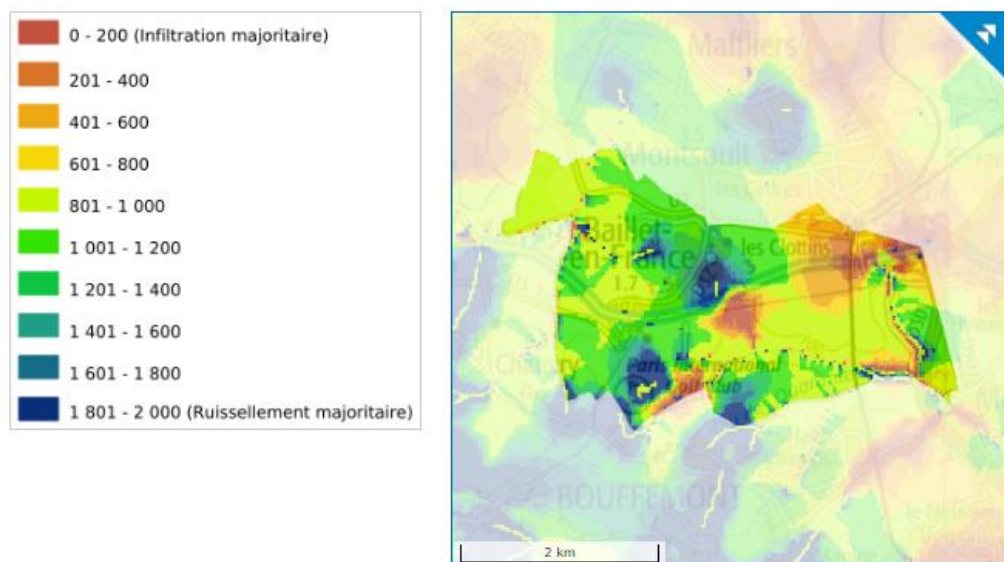 0 - 200 (Infiltration majoritaire)
201 - 400
401 - 600
601 - 800
801 - 1 000
1 001 - 1 200
1 201 - 1 400
1 401 - 1 600
1 601 - 1 800
1 801 - 2 000 (Ruissellement majoritaire)
Maffliers
Montsoult
Baillet-
en-France
les Clottins
1.7
Paris International
Golf Club
BOUFFEMONT
2 km